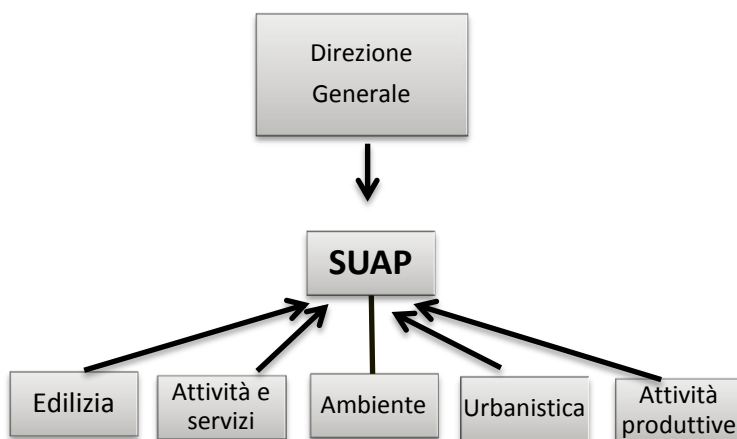 Direzione
Generale
SUAP
Edilizia
Attività e
servizi
Ambiente
Urbanistica
Attività
produttive